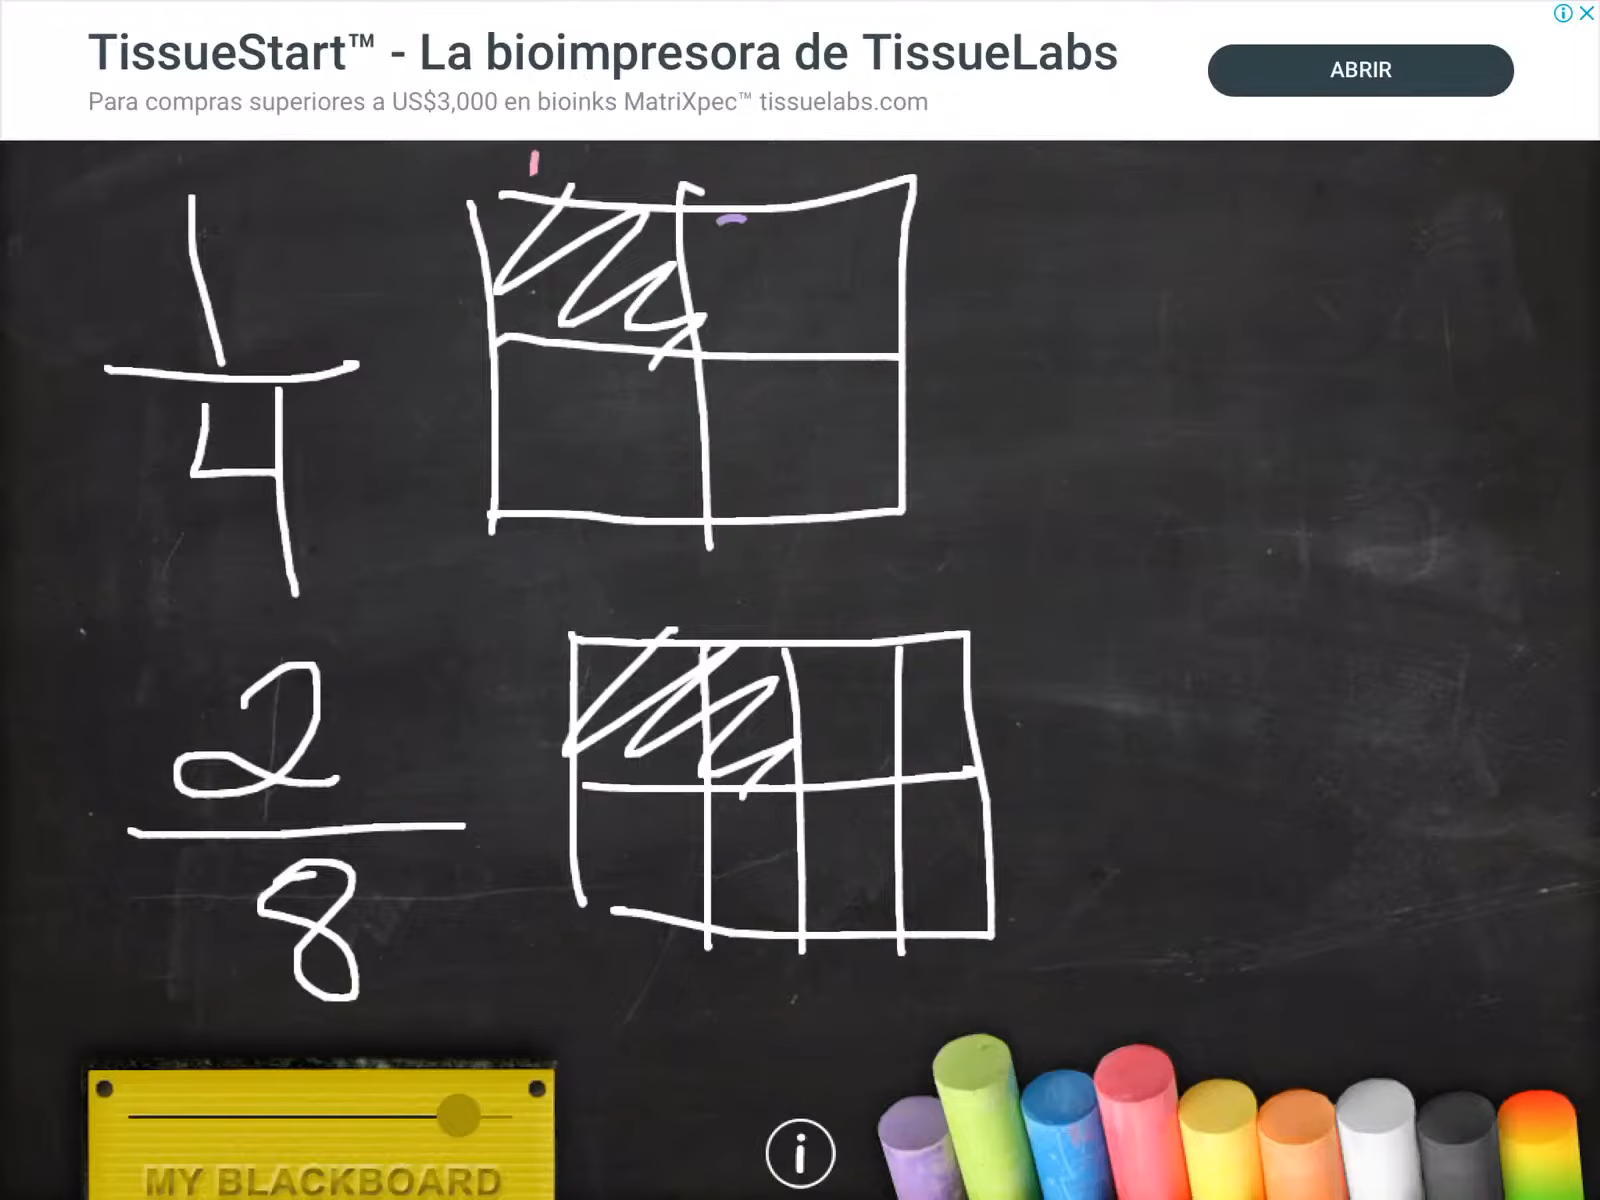 TissueStart™ - La bioimpresora de TissueLabs
Para compras superiores a US$3,000 en bioinks MatriXpec™ tissuelabs.com
ABRIR
1
4
2
8
MY BLACKBOARD